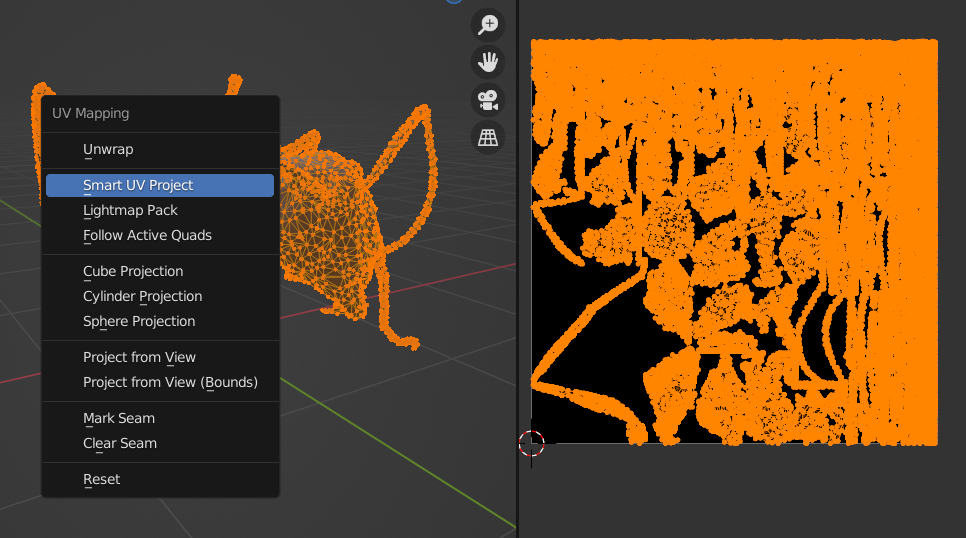 UV Mapping
Unwrap
Smart UV Project
Lightmap Pack
Follow Active Quads
Cube Projection
Cylinder Projection
Sphere Projection
Project from View
Project from View (Bounds)
Mark Seam
Clear Seam
Reset